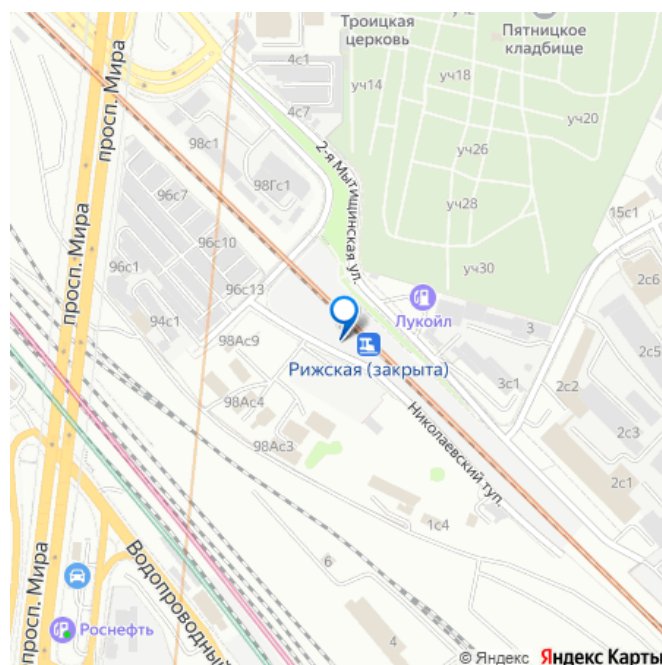 Троицкая
церковь
Пятницкое
кладбище
4с1
уч14
уч18
просп. Мира
4с7
уч20
98с1
2-я Мытищинская ул.
уч26
98Гс1
96с7
уч28
15с1
96с10
просп. Мира
уч30
2с6
96с1
96с13
Лукойл
94с1
3
98Ас9
2с5
Рижская (закрыта)
3с1
2с2
98Ас4
Николаевский туп.
2с3
98Ас3
2с1
1с4
Водопроводный
6
просп. Мира
Роснефть
4
© Яндекс Яндекс Карты